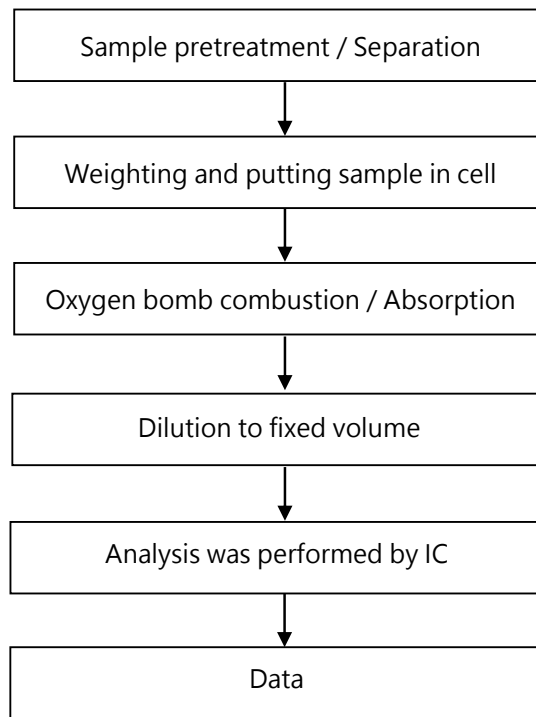 Sample pretreatment / Separation
Weighting and putting sample in cell
Oxygen bomb combustion / Absorption
Dilution to fixed volume
Analysis was performed by IC
Data